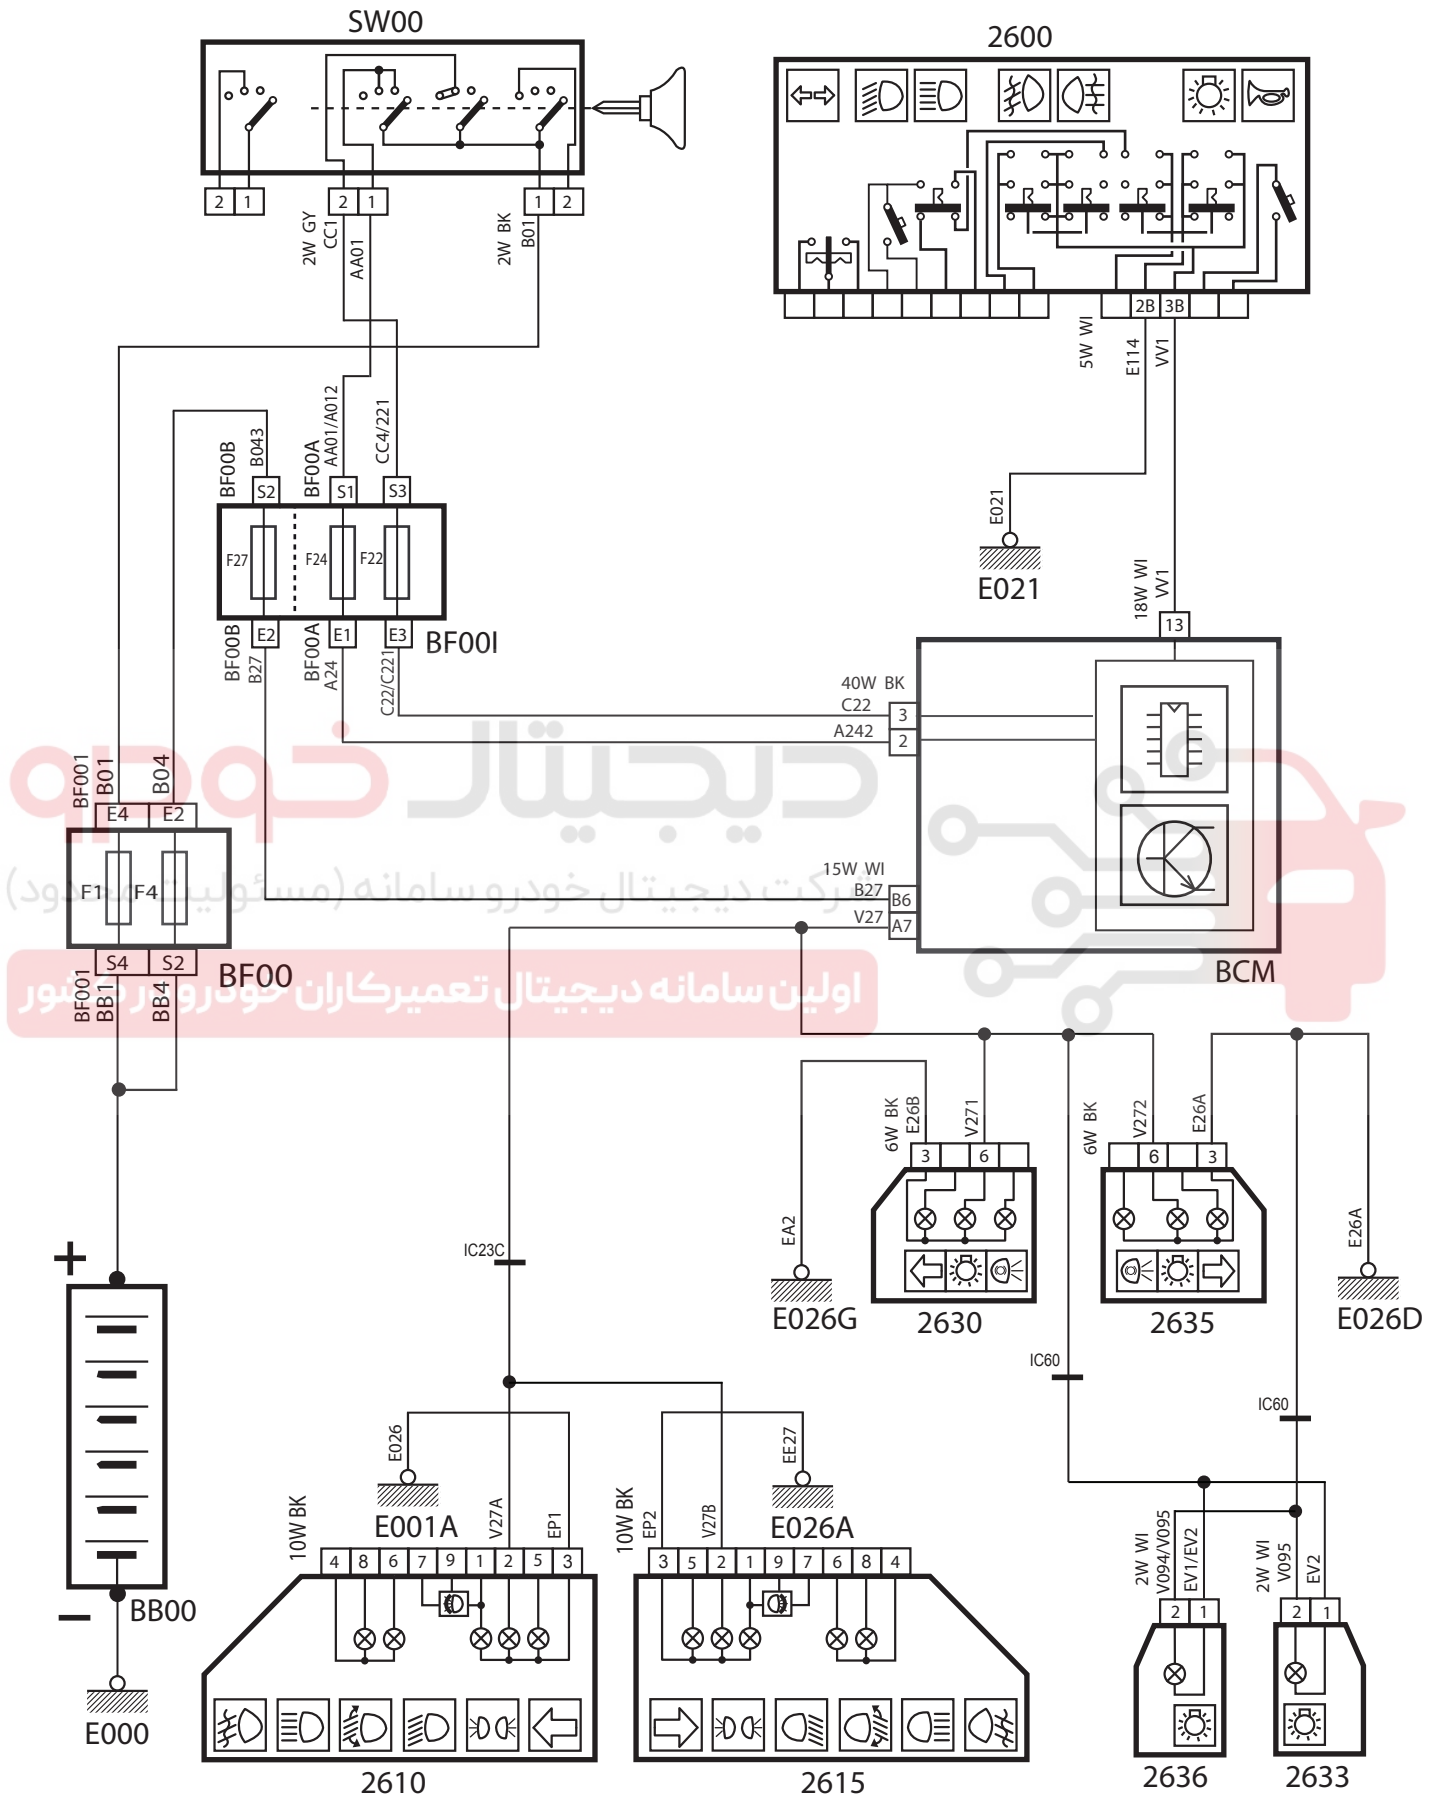 SW00
2600
2 1
2 1
1 2
2W GY
CC1
AA01
2W BK
B01
2B 3B
5W WI
E114
VV1
E021
E021
18W WI
VV1
13
BF00B
B043
BF00A
AA01/A012
CC4/221
S2 S1 S3
F27 F24 F22
E2 E1 E3
BF00I
BF00B
B27
BF00A
A24
C22/C221
40W BK
C22
3
A242
2
دیجیتال خودرو
شرکت دیجیتال خودرو سامانه (مسئولیت محدود)
اولین سامانه دیجیتال تعمیرکاران خودرو در کشور
BF001
B01
B04
E4 E2
F1 F4
S4 S2
BF00
BF001
BB1
BB4
15W WI
B27
B6
V27
A7
BCM
6W BK
E26B
V271
3 6
6W BK
V272
E26A
6 3
EA2
E026G
2630
2635
E26A
E026D
IC23C
IC60
IC60
+
−
BB00
E000
E026
E001A
10W BK
V27A
EP1
4 8 6 7 9 1 2 5 3
2610
10W BK
EP2
V27B
EE27
E026A
3 5 2 1 9 7 6 8 4
2615
2W WI
V094/V095
EV1/EV2
2 1
2636
2W WI
V095
EV2
2 1
2633